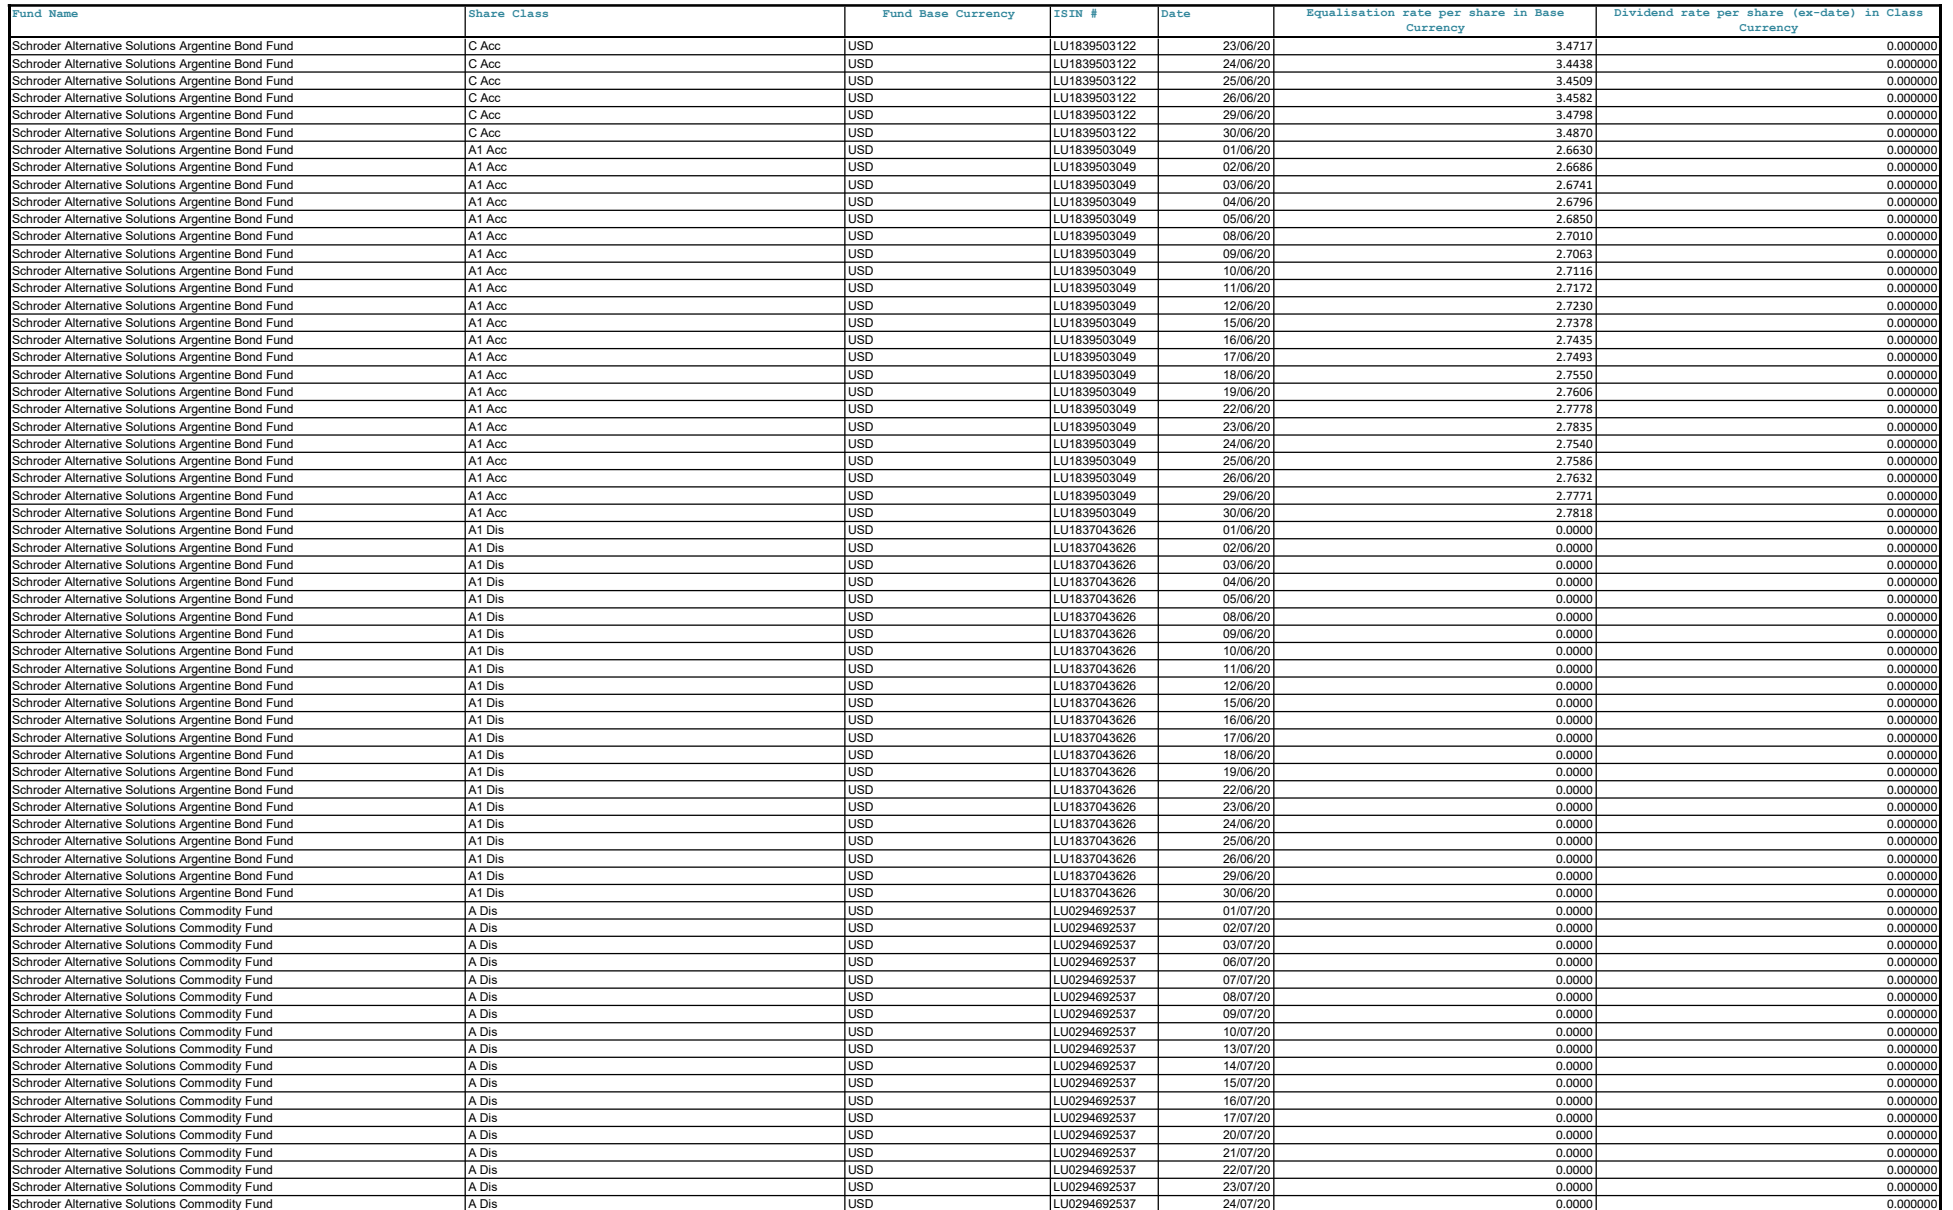 Fund Name Share Class Fund Base Currency ISIN # Date Equalisation rate per share in Base Currency Dividend rate per share (ex-date) in Class Currency
Schroder Alternative Solutions Argentine Bond Fund C Acc USD LU1839503122 23/06/20 3.4717 0.000000
Schroder Alternative Solutions Argentine Bond Fund C Acc USD LU1839503122 24/06/20 3.4438 0.000000
Schroder Alternative Solutions Argentine Bond Fund C Acc USD LU1839503122 25/06/20 3.4509 0.000000
Schroder Alternative Solutions Argentine Bond Fund C Acc USD LU1839503122 26/06/20 3.4582 0.000000
Schroder Alternative Solutions Argentine Bond Fund C Acc USD LU1839503122 29/06/20 3.4798 0.000000
Schroder Alternative Solutions Argentine Bond Fund C Acc USD LU1839503122 30/06/20 3.4870 0.000000
Schroder Alternative Solutions Argentine Bond Fund A1 Acc USD LU1839503049 01/06/20 2.6630 0.000000
Schroder Alternative Solutions Argentine Bond Fund A1 Acc USD LU1839503049 02/06/20 2.6686 0.000000
Schroder Alternative Solutions Argentine Bond Fund A1 Acc USD LU1839503049 03/06/20 2.6741 0.000000
Schroder Alternative Solutions Argentine Bond Fund A1 Acc USD LU1839503049 04/06/20 2.6796 0.000000
Schroder Alternative Solutions Argentine Bond Fund A1 Acc USD LU1839503049 05/06/20 2.6850 0.000000
Schroder Alternative Solutions Argentine Bond Fund A1 Acc USD LU1839503049 08/06/20 2.7010 0.000000
Schroder Alternative Solutions Argentine Bond Fund A1 Acc USD LU1839503049 09/06/20 2.7063 0.000000
Schroder Alternative Solutions Argentine Bond Fund A1 Acc USD LU1839503049 10/06/20 2.7116 0.000000
Schroder Alternative Solutions Argentine Bond Fund A1 Acc USD LU1839503049 11/06/20 2.7172 0.000000
Schroder Alternative Solutions Argentine Bond Fund A1 Acc USD LU1839503049 12/06/20 2.7230 0.000000
Schroder Alternative Solutions Argentine Bond Fund A1 Acc USD LU1839503049 15/06/20 2.7378 0.000000
Schroder Alternative Solutions Argentine Bond Fund A1 Acc USD LU1839503049 16/06/20 2.7435 0.000000
Schroder Alternative Solutions Argentine Bond Fund A1 Acc USD LU1839503049 17/06/20 2.7493 0.000000
Schroder Alternative Solutions Argentine Bond Fund A1 Acc USD LU1839503049 18/06/20 2.7550 0.000000
Schroder Alternative Solutions Argentine Bond Fund A1 Acc USD LU1839503049 19/06/20 2.7606 0.000000
Schroder Alternative Solutions Argentine Bond Fund A1 Acc USD LU1839503049 22/06/20 2.7778 0.000000
Schroder Alternative Solutions Argentine Bond Fund A1 Acc USD LU1839503049 23/06/20 2.7835 0.000000
Schroder Alternative Solutions Argentine Bond Fund A1 Acc USD LU1839503049 24/06/20 2.7540 0.000000
Schroder Alternative Solutions Argentine Bond Fund A1 Acc USD LU1839503049 25/06/20 2.7586 0.000000
Schroder Alternative Solutions Argentine Bond Fund A1 Acc USD LU1839503049 26/06/20 2.7632 0.000000
Schroder Alternative Solutions Argentine Bond Fund A1 Acc USD LU1839503049 29/06/20 2.7771 0.000000
Schroder Alternative Solutions Argentine Bond Fund A1 Acc USD LU1839503049 30/06/20 2.7818 0.000000
Schroder Alternative Solutions Argentine Bond Fund A1 Dis USD LU1837043626 01/06/20 0.0000 0.000000
Schroder Alternative Solutions Argentine Bond Fund A1 Dis USD LU1837043626 02/06/20 0.0000 0.000000
Schroder Alternative Solutions Argentine Bond Fund A1 Dis USD LU1837043626 03/06/20 0.0000 0.000000
Schroder Alternative Solutions Argentine Bond Fund A1 Dis USD LU1837043626 04/06/20 0.0000 0.000000
Schroder Alternative Solutions Argentine Bond Fund A1 Dis USD LU1837043626 05/06/20 0.0000 0.000000
Schroder Alternative Solutions Argentine Bond Fund A1 Dis USD LU1837043626 08/06/20 0.0000 0.000000
Schroder Alternative Solutions Argentine Bond Fund A1 Dis USD LU1837043626 09/06/20 0.0000 0.000000
Schroder Alternative Solutions Argentine Bond Fund A1 Dis USD LU1837043626 10/06/20 0.0000 0.000000
Schroder Alternative Solutions Argentine Bond Fund A1 Dis USD LU1837043626 11/06/20 0.0000 0.000000
Schroder Alternative Solutions Argentine Bond Fund A1 Dis USD LU1837043626 12/06/20 0.0000 0.000000
Schroder Alternative Solutions Argentine Bond Fund A1 Dis USD LU1837043626 15/06/20 0.0000 0.000000
Schroder Alternative Solutions Argentine Bond Fund A1 Dis USD LU1837043626 16/06/20 0.0000 0.000000
Schroder Alternative Solutions Argentine Bond Fund A1 Dis USD LU1837043626 17/06/20 0.0000 0.000000
Schroder Alternative Solutions Argentine Bond Fund A1 Dis USD LU1837043626 18/06/20 0.0000 0.000000
Schroder Alternative Solutions Argentine Bond Fund A1 Dis USD LU1837043626 19/06/20 0.0000 0.000000
Schroder Alternative Solutions Argentine Bond Fund A1 Dis USD LU1837043626 22/06/20 0.0000 0.000000
Schroder Alternative Solutions Argentine Bond Fund A1 Dis USD LU1837043626 23/06/20 0.0000 0.000000
Schroder Alternative Solutions Argentine Bond Fund A1 Dis USD LU1837043626 24/06/20 0.0000 0.000000
Schroder Alternative Solutions Argentine Bond Fund A1 Dis USD LU1837043626 25/06/20 0.0000 0.000000
Schroder Alternative Solutions Argentine Bond Fund A1 Dis USD LU1837043626 26/06/20 0.0000 0.000000
Schroder Alternative Solutions Argentine Bond Fund A1 Dis USD LU1837043626 29/06/20 0.0000 0.000000
Schroder Alternative Solutions Argentine Bond Fund A1 Dis USD LU1837043626 30/06/20 0.0000 0.000000
Schroder Alternative Solutions Commodity Fund A Dis USD LU0294692537 01/07/20 0.0000 0.000000
Schroder Alternative Solutions Commodity Fund A Dis USD LU0294692537 02/07/20 0.0000 0.000000
Schroder Alternative Solutions Commodity Fund A Dis USD LU0294692537 03/07/20 0.0000 0.000000
Schroder Alternative Solutions Commodity Fund A Dis USD LU0294692537 06/07/20 0.0000 0.000000
Schroder Alternative Solutions Commodity Fund A Dis USD LU0294692537 07/07/20 0.0000 0.000000
Schroder Alternative Solutions Commodity Fund A Dis USD LU0294692537 08/07/20 0.0000 0.000000
Schroder Alternative Solutions Commodity Fund A Dis USD LU0294692537 09/07/20 0.0000 0.000000
Schroder Alternative Solutions Commodity Fund A Dis USD LU0294692537 10/07/20 0.0000 0.000000
Schroder Alternative Solutions Commodity Fund A Dis USD LU0294692537 13/07/20 0.0000 0.000000
Schroder Alternative Solutions Commodity Fund A Dis USD LU0294692537 14/07/20 0.0000 0.000000
Schroder Alternative Solutions Commodity Fund A Dis USD LU0294692537 15/07/20 0.0000 0.000000
Schroder Alternative Solutions Commodity Fund A Dis USD LU0294692537 16/07/20 0.0000 0.000000
Schroder Alternative Solutions Commodity Fund A Dis USD LU0294692537 17/07/20 0.0000 0.000000
Schroder Alternative Solutions Commodity Fund A Dis USD LU0294692537 20/07/20 0.0000 0.000000
Schroder Alternative Solutions Commodity Fund A Dis USD LU0294692537 21/07/20 0.0000 0.000000
Schroder Alternative Solutions Commodity Fund A Dis USD LU0294692537 22/07/20 0.0000 0.000000
Schroder Alternative Solutions Commodity Fund A Dis USD LU0294692537 23/07/20 0.0000 0.000000
Schroder Alternative Solutions Commodity Fund A Dis USD LU0294692537 24/07/20 0.0000 0.000000